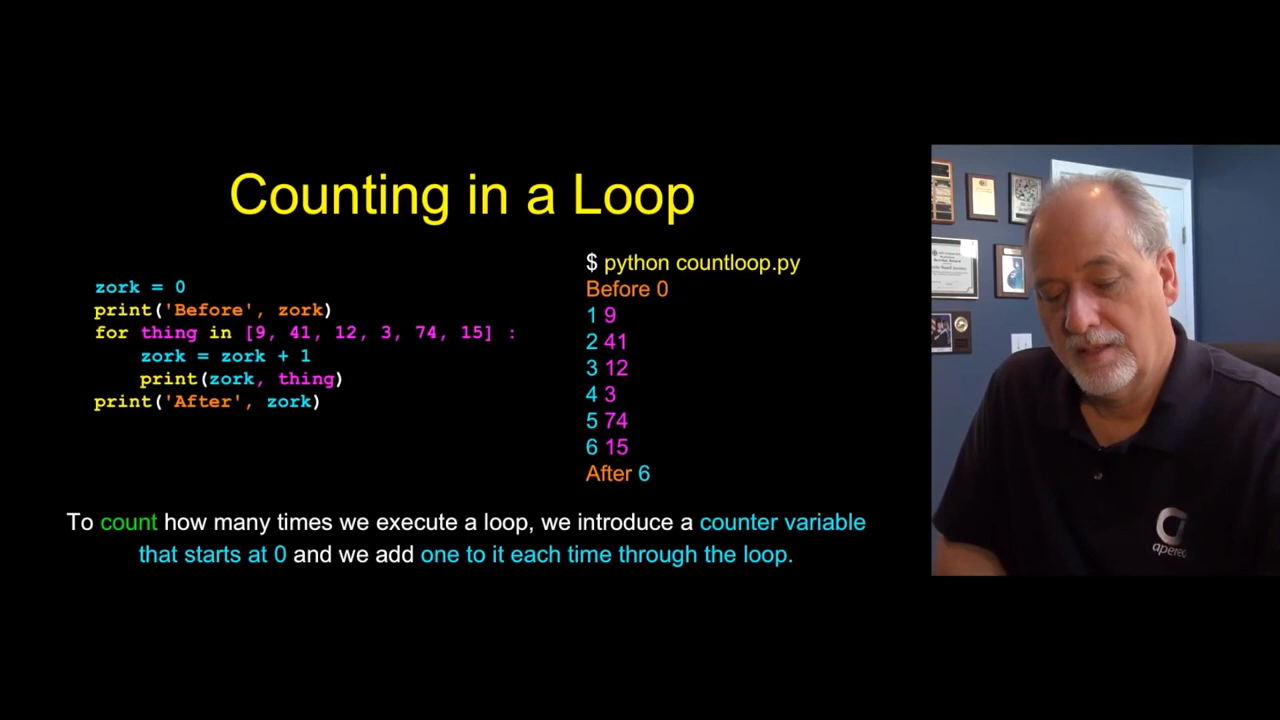 Counting in a Loop
zork = 0
print('Before', zork)
for thing in [9, 41, 12, 3, 74, 15] :
    zork = zork + 1
    print(zork, thing)
print('After', zork)
$ python countloop.py
Before 0
1 9
2 41
3 12
4 3
5 74
6 15
After 6
To count how many times we execute a loop, we introduce a counter variable
that starts at 0 and we add one to it each time through the loop.
apereo